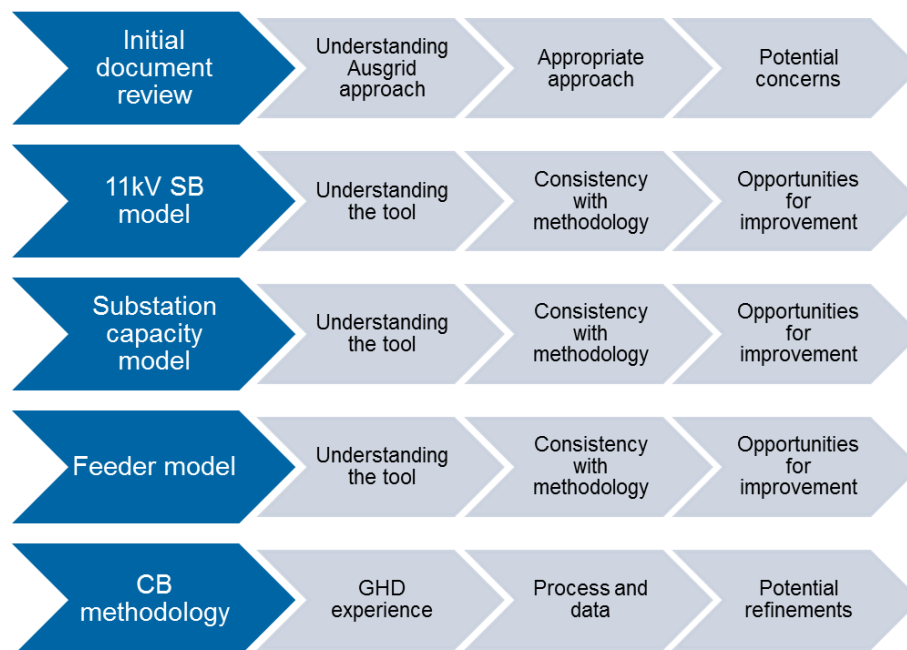 Initial
document
review
Understanding
Ausgrid
approach
Appropriate
approach
Potential
concerns
11kV SB
model
Understanding
the tool
Consistency
with
methodology
Opportunities
for
improvement
Substation
capacity
model
Understanding
the tool
Consistency
with
methodology
Opportunities
for
improvement
Feeder model
Understanding
the tool
Consistency
with
methodology
Opportunities
for
improvement
CB
methodology
GHD
experience
Process and
data
Potential
refinements